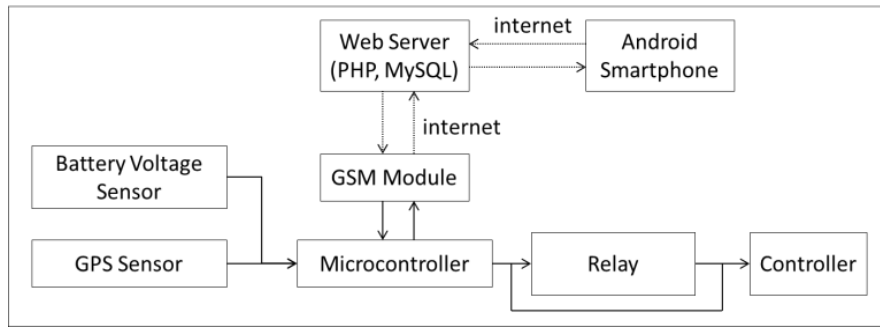 internet
Web Server
(PHP, MySQL)
Android
Smartphone
internet
Battery Voltage
Sensor
GSM Module
GPS Sensor
Microcontroller
Relay
Controller